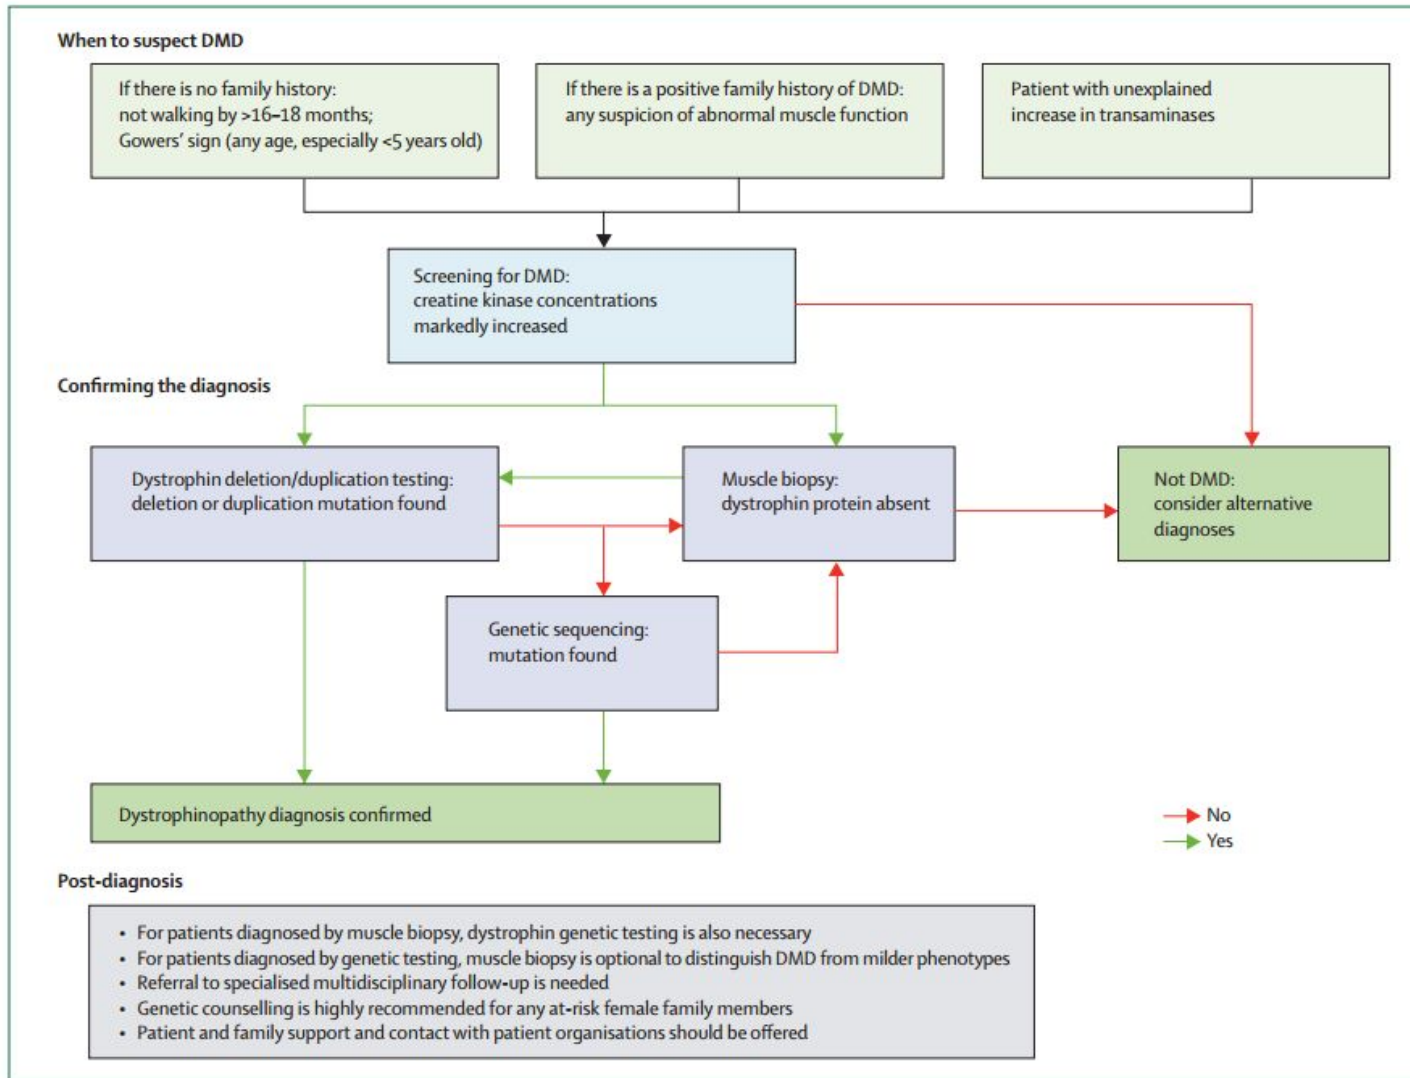 When to suspect DMD
If there is no family history:
not walking by >16–18 months;
Gowers’ sign (any age, especially <5 years old)
If there is a positive family history of DMD:
any suspicion of abnormal muscle function
Patient with unexplained
increase in transaminases
Screening for DMD:
creatine kinase concentrations
markedly increased
Confirming the diagnosis
Dystrophin deletion/duplication testing:
deletion or duplication mutation found
Muscle biopsy:
dystrophin protein absent
Not DMD:
consider alternative
diagnoses
Genetic sequencing:
mutation found
Dystrophinopathy diagnosis confirmed
No
Yes
Post-diagnosis
• For patients diagnosed by muscle biopsy, dystrophin genetic testing is also necessary
• For patients diagnosed by genetic testing, muscle biopsy is optional to distinguish DMD from milder phenotypes
• Referral to specialised multidisciplinary follow-up is needed
• Genetic counselling is highly recommended for any at-risk female family members
• Patient and family support and contact with patient organisations should be offered